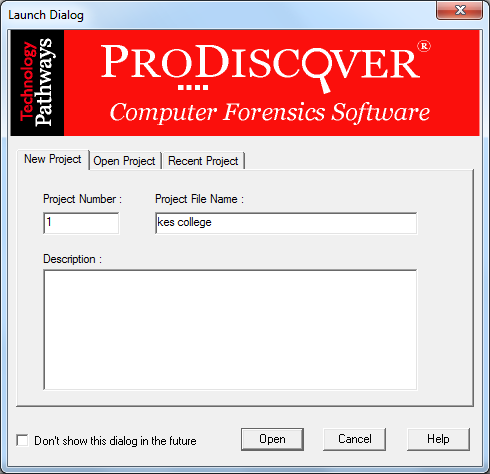 Launch Dialog
Technology
Pathways
PRODISCOVER®
Computer Forensics Software
New Project
Open Project
Recent Project
Project Number :
Project File Name :
1
kes college
Description :
Don't show this dialog in the future
Open
Cancel
Help